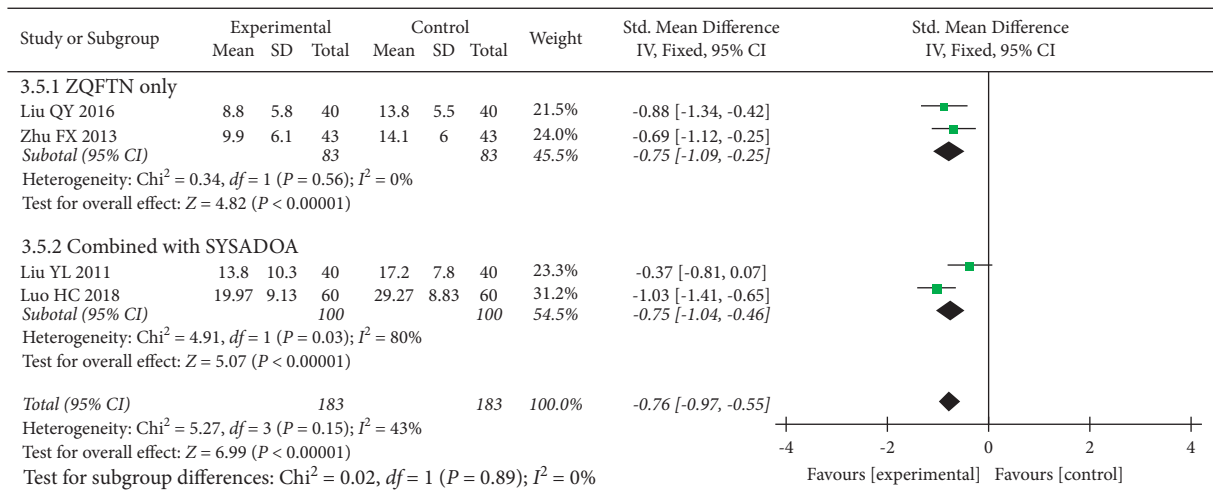 Study or Subgroup Experimental Control Weight Std. Mean Difference Std. Mean Difference
Mean SD Total Mean SD Total IV, Fixed, 95% CI IV, Fixed, 95% CI
3.5.1 ZQFTN only
Liu QY 2016 8.8 5.8 40 13.8 5.5 40 21.5% -0.88 [-1.34, -0.42]
Zhu FX 2013 9.9 6.1 43 14.1 6 43 24.0% -0.69 [-1.12, -0.25]
Subotal (95% CI) 83 83 45.5% -0.75 [-1.09, -0.25]
Heterogeneity: Chi² = 0.34, df = 1 (P = 0.56); I² = 0%
Test for overall effect: Z = 4.82 (P < 0.00001)
3.5.2 Combined with SYSADOA
Liu YL 2011 13.8 10.3 40 17.2 7.8 40 23.3% -0.37 [-0.81, 0.07]
Luo HC 2018 19.97 9.13 60 29.27 8.83 60 31.2% -1.03 [-1.41, -0.65]
Subotal (95% CI) 100 100 54.5% -0.75 [-1.04, -0.46]
Heterogeneity: Chi² = 4.91, df = 1 (P = 0.03); I² = 80%
Test for overall effect: Z = 5.07 (P < 0.00001)
Total (95% CI) 183 183 100.0% -0.76 [-0.97, -0.55]
Heterogeneity: Chi² = 5.27, df = 3 (P = 0.15); I² = 43%
Test for overall effect: Z = 6.99 (P < 0.00001)
Test for subgroup differences: Chi² = 0.02, df = 1 (P = 0.89); I² = 0%
-4 -2 0 2 4
Favours [experimental] Favours [control]